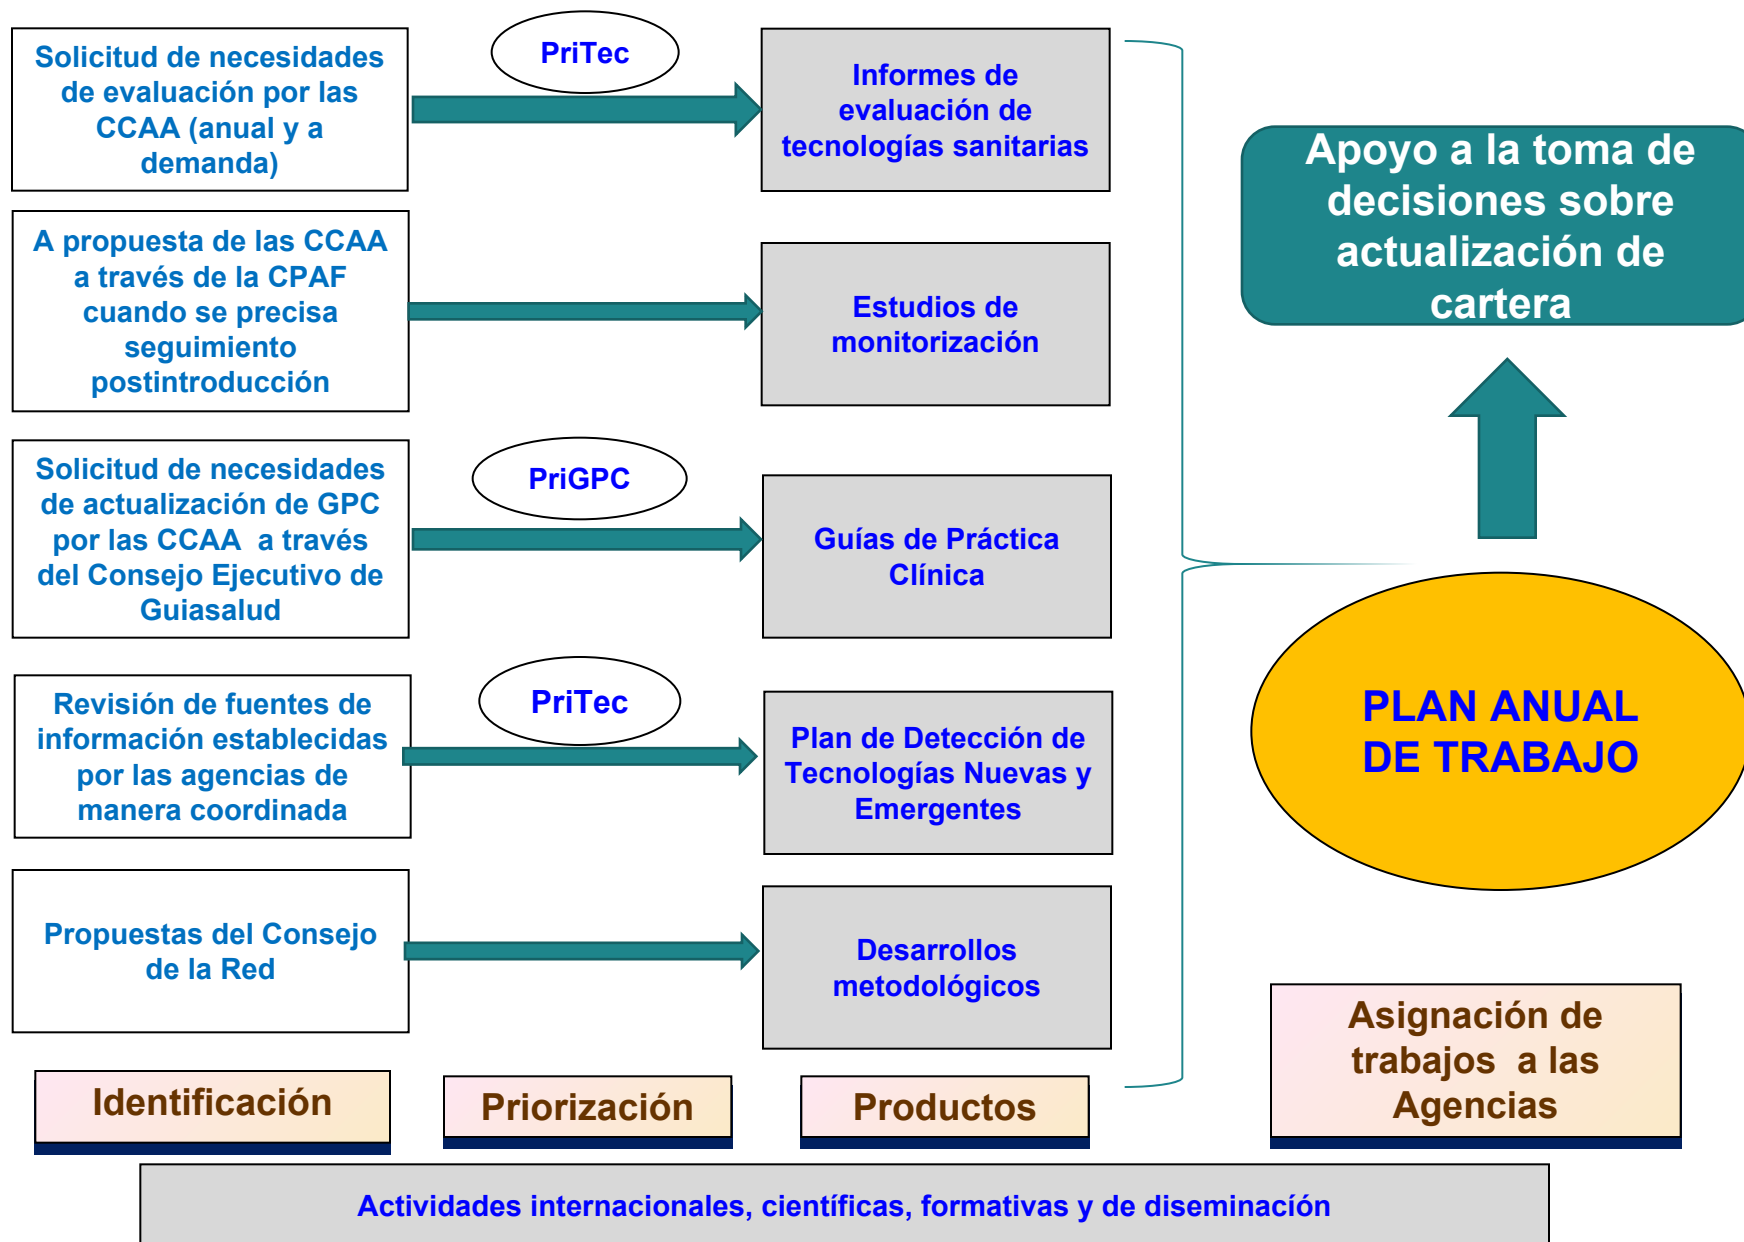 Solicitud de necesidades
de evaluación por las
CCAA (anual y a
demanda)
PriTec
Informes de
evaluación de
tecnologías sanitarias
A propuesta de las CCAA
a través de la CPAF
cuando se precisa
seguimiento
postintroducción
Estudios de
monitorización
Solicitud de necesidades
de actualización de GPC
por las CCAA a través
del Consejo Ejecutivo de
Guiasalud
PriGPC
Guías de Práctica
Clínica
Revisión de fuentes de
información establecidas
por las agencias de
manera coordinada
PriTec
Plan de Detección de
Tecnologías Nuevas y
Emergentes
Propuestas del Consejo
de la Red
Desarrollos
metodológicos
Apoyo a la toma de
decisiones sobre
actualización de
cartera
PLAN ANUAL
DE TRABAJO
Identificación
Priorización
Productos
Asignación de
trabajos a las
Agencias
Actividades internacionales, científicas, formativas y de diseminacíón